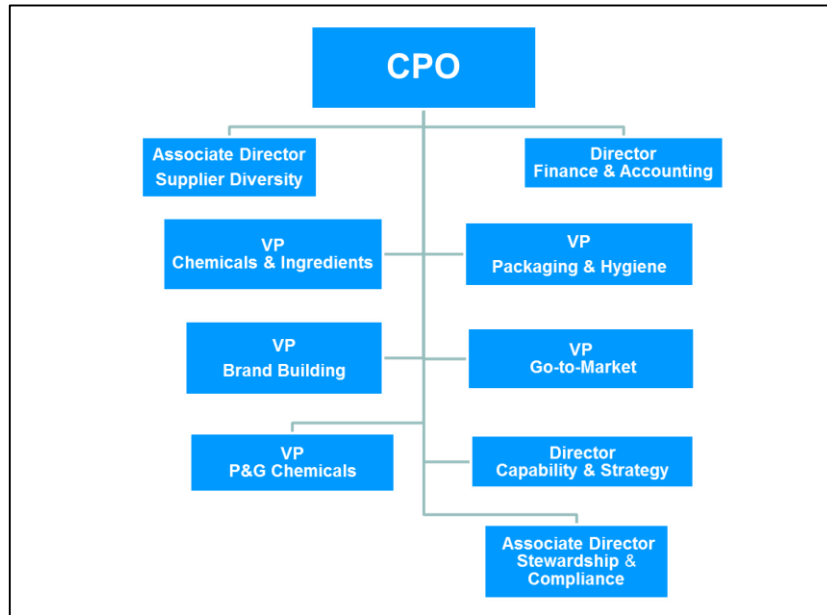 CPO
Associate Director
Supplier Diversity
Director
Finance & Accounting
VP
Chemicals & Ingredients
VP
Packaging & Hygiene
VP
Brand Building
VP
Go-to-Market
VP
P&G Chemicals
Director
Capability & Strategy
Associate Director
Stewardship &
Compliance